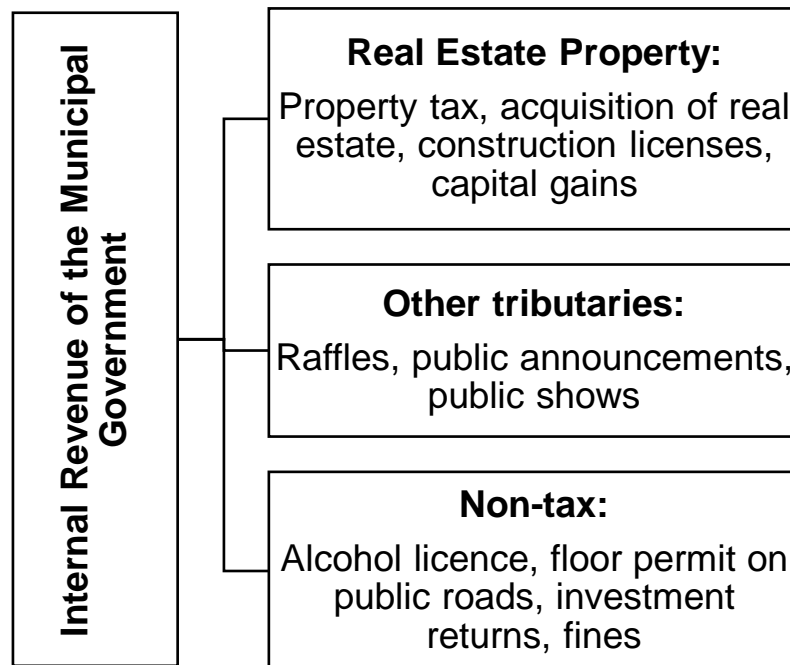 Internal Revenue of the Municipal
Government
Real Estate Property:
Property tax, acquisition of real
estate, construction licenses,
capital gains
Other tributaries:
Raffles, public announcements,
public shows
Non-tax:
Alcohol licence, floor permit on
public roads, investment
returns, fines